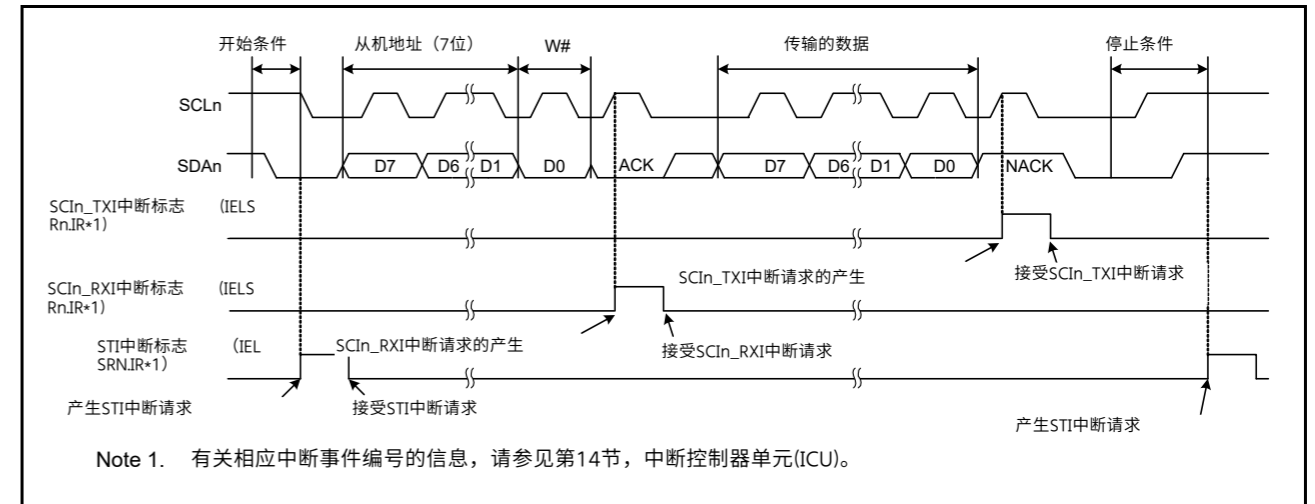 开始条件 从机地址（7位） W# 传输的数据 停止条件
SCLn
SDAn D7 D6 D1 D0 ACK D7 D6 D1 D0 NACK
SCIn_TXI中断标志 （IELS
Rn.IR*1）
SCIn_TXI中断请求的产生 接受SCIn_TXI中断请求
SCIn_RXI中断标志 （IELS
Rn.IR*1）
SCIn_RXI中断请求的产生 接受SCIn_RXI中断请求
STI中断标志 （IEL
SRN.IR*1）
产生STI中断请求 接受STI中断请求 产生STI中断请求
Note 1. 有关相应中断事件编号的信息，请参见第14节，中断控制器单元(ICU)。